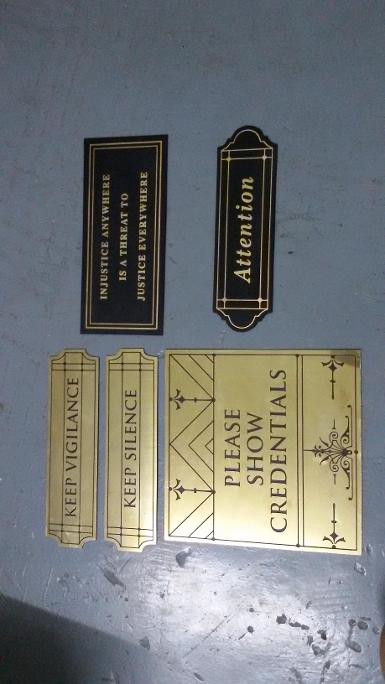 INJUSTICE ANYWHERE
IS A THREAT TO
JUSTICE EVERYWHERE
Attention
KEEP VIGILANCE
KEEP SILENCE
PLEASE
SHOW
CREDENTIALS